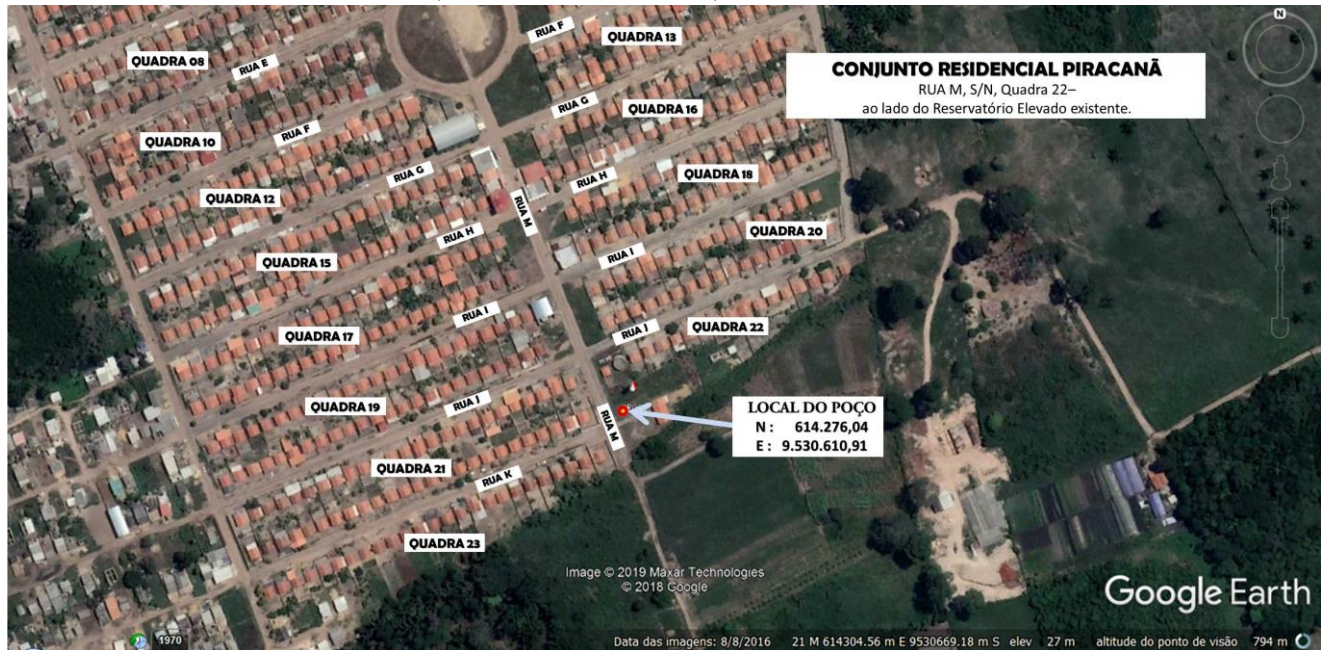 RUA F
QUADRA 13
QUADRA 08
RUA E
CONJUNTO RESIDENCIAL PIRACANÃ
RUA M, S/N, Quadra 22–
ao lado do Reservatório Elevado existente.
N
RUA G
QUADRA 16
QUADRA 10
RUA F
RUA G
QUADRA 18
RUA H
QUADRA 12
RUA M
RUA H
QUADRA 20
RUA I
QUADRA 15
RUA I
RUA J
QUADRA 22
QUADRA 17
QUADRA 19
RUA J
RUA M
LOCAL DO POÇO
N : 614.276,04
E : 9.530.610,91
QUADRA 21
RUA K
QUADRA 23
Image © 2019 Maxar Technologies
© 2018 Google
Google Earth
1970
Data das imagens: 8/8/2016 21 M 614304.56 m E 9530669.18 m S elev 27 m altitude do ponto de visão 794 m